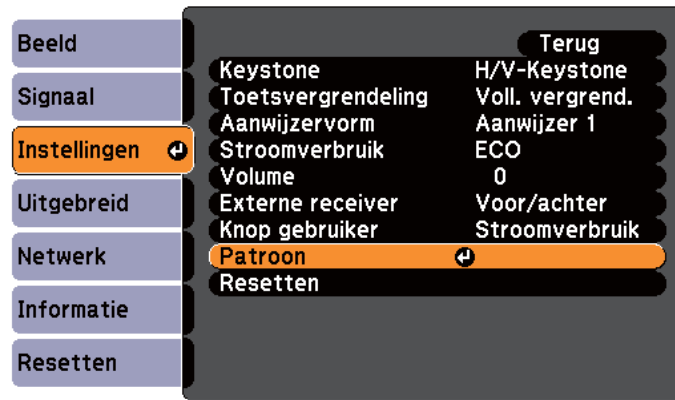 Beeld
Signaal
Instellingen
Uitgebreid
Netwerk
Informatie
Resetten
Terug
Keystone H/V-Keystone
Toetsvergrendeling Voll. vergrend.
Aanwijzervorm Aanwijzer 1
Stroomverbruik ECO
Volume 0
Externe receiver Voor/achter
Knop gebruiker Stroomverbruik
Patroon
Resetten